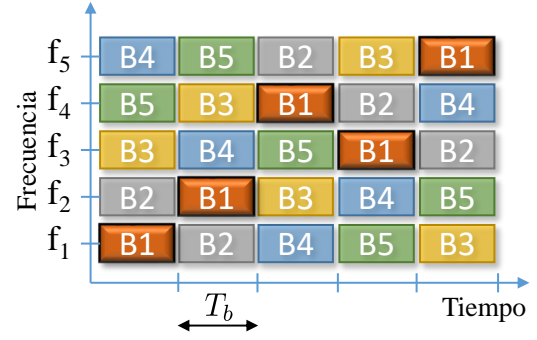 Frecuencia
f5 B4 B5 B2 B3 B1
f4 B5 B3 B1 B2 B4
f3 B3 B4 B5 B1 B2
f2 B2 B1 B3 B4 B5
f1 B1 B2 B4 B5 B3
Tb Tiempo